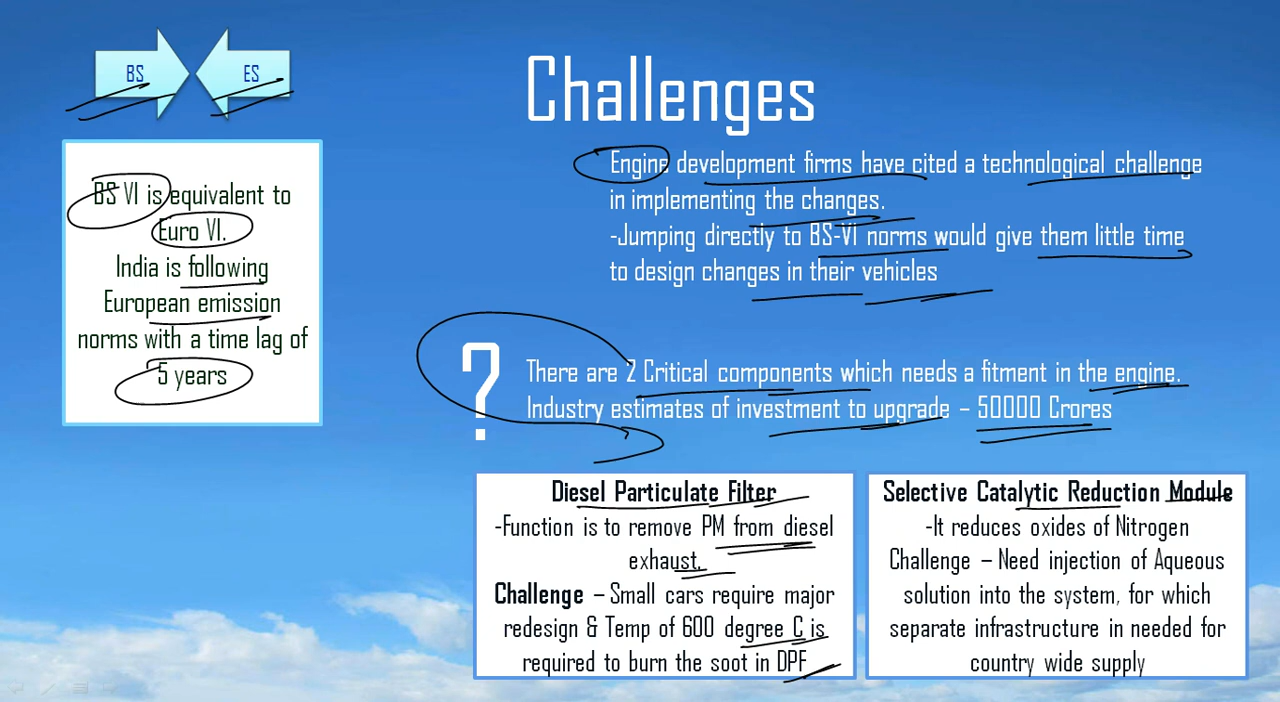 BS
ES
Challenges
BS VI is equivalent to
Euro VI.
India is following
European emission
norms with a time lag of
5 years
Engine development firms have cited a technological challenge
in implementing the changes.
-Jumping directly to BS-VI norms would give them little time
to design changes in their vehicles
?
There are 2 Critical components which needs a fitment in the engine.
Industry estimates of investment to upgrade – 50000 Crores
Diesel Particulate Filter
-Function is to remove PM from diesel
exhaust.
Challenge – Small cars require major
redesign & Temp of 600 degree C is
required to burn the soot in DPF
Selective Catalytic Reduction Module
-It reduces oxides of Nitrogen
Challenge – Need injection of Aqueous
solution into the system, for which
separate infrastructure in needed for
country wide supply